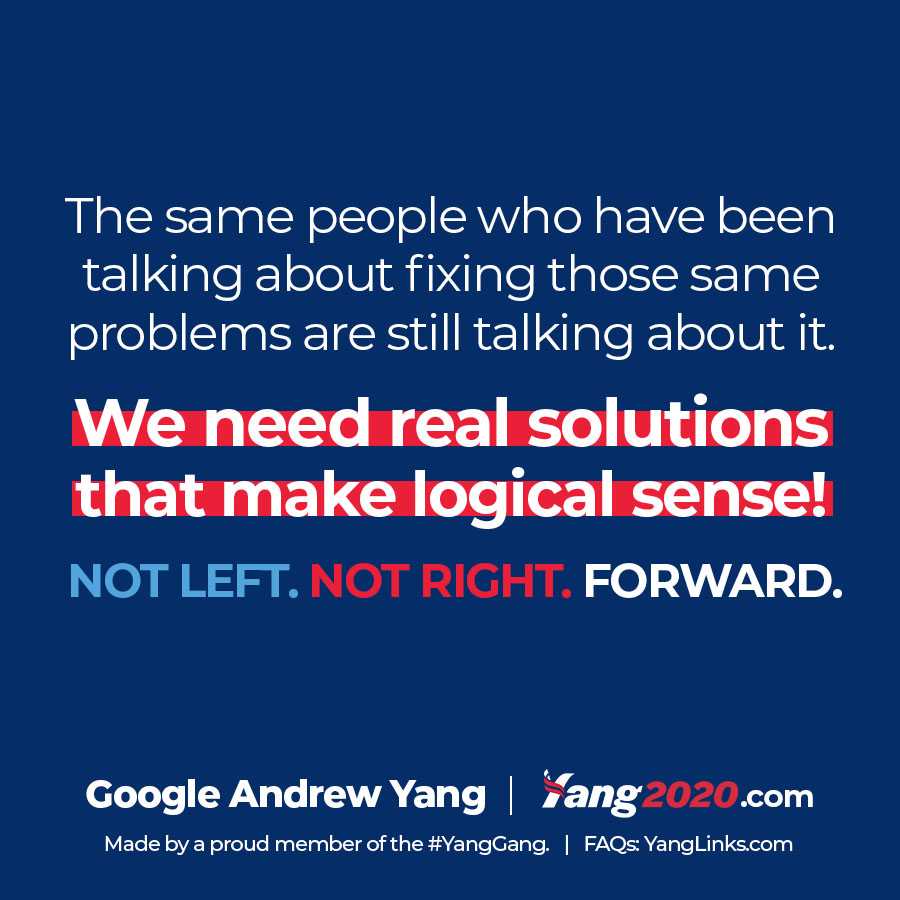 The same people who have been
talking about fixing those same
problems are still talking about it.
We need real solutions
that make logical sense!
NOT LEFT. NOT RIGHT. FORWARD.
Google Andrew Yang | Yang2020.com
Made by a proud member of the #YangGang. | FAQs: YangLinks.com